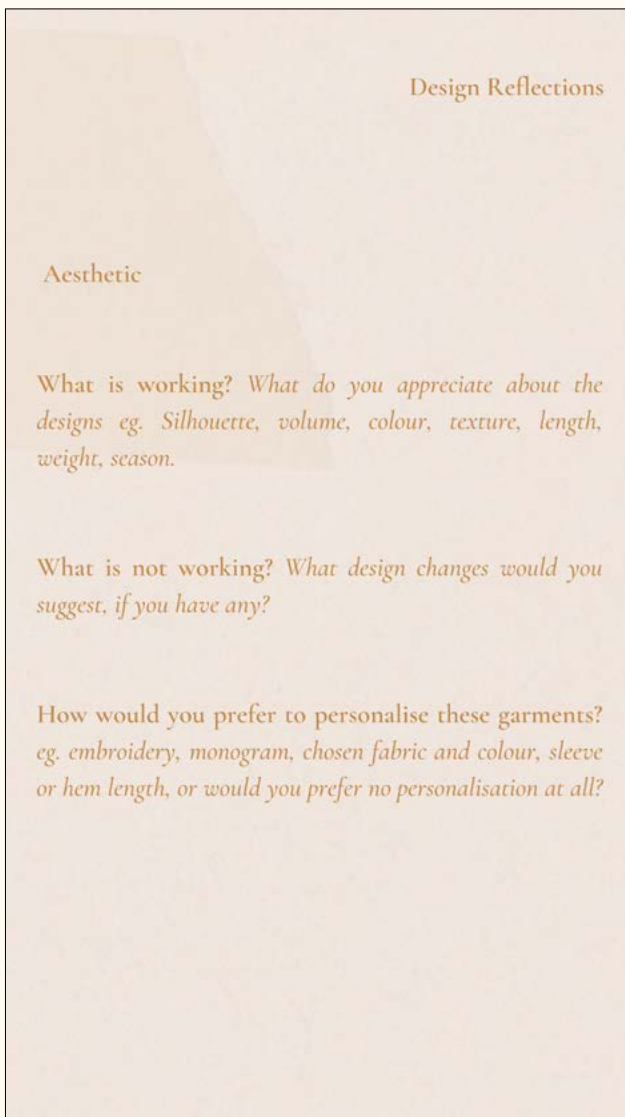 Design Reflections
Aesthetic
What is working? What do you appreciate about the
designs eg. Silhouette, volume, colour, texture, length,
weight, season.
What is not working? What design changes would you
suggest, if you have any?
How would you prefer to personalise these garments?
eg. embroidery, monogram, chosen fabric and colour, sleeve
or hem length, or would you prefer no personalisation at all?